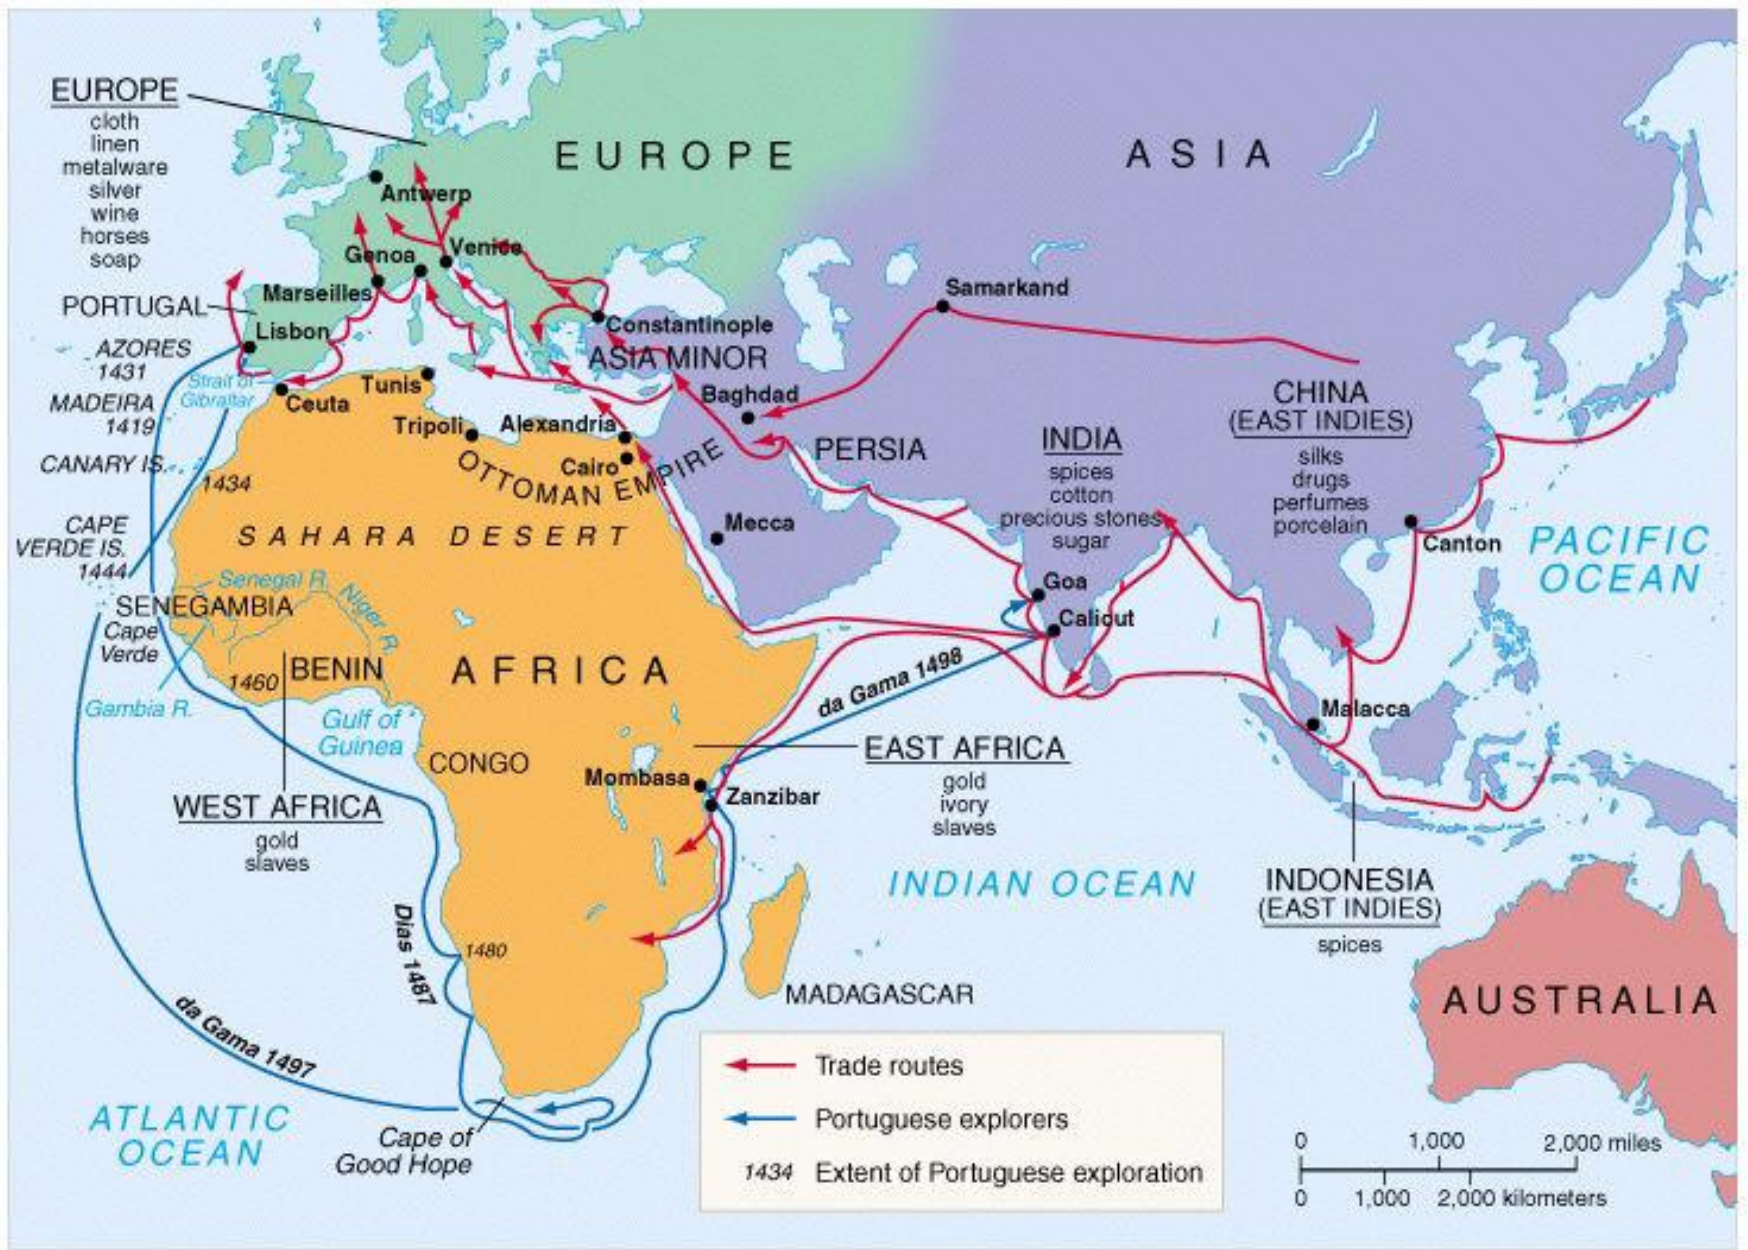 EUROPE
cloth
linen
metalware
silver
wine
horses
soap
EUROPE
ASIA
Antwerp
Venice
Genoa
Marseilles
PORTUGAL
Lisbon
Constantinople
Samarkand
AZORES
1431
Strait of
Gibraltar
ASIA MINOR
MADEIRA
1419
Ceuta
Tunis
Baghdad
CHINA
(EAST INDIES)
silks
drugs
perfumes
porcelain
Tripoli
Alexandria
PERSIA
INDIA
spices
cotton
precious stones
sugar
CANARY IS.
1434
Cairo
OTTOMAN EMPIRE
CAPE
VERDE IS.
1444
SAHARA DESERT
Mecca
Canton
PACIFIC
OCEAN
Senegal R.
Niger R.
SENEGAMBIA
Cape
Verde
Goa
Calicut
BENIN
AFRICA
1460
Gambia R.
Gulf of
Guinea
da Gama 1498
Malacca
CONGO
EAST AFRICA
gold
ivory
slaves
Mombasa
Zanzibar
WEST AFRICA
gold
slaves
INDIAN OCEAN
INDONESIA
(EAST INDIES)
spices
Dias 1487
1480
MADAGASCAR
AUSTRALIA
da Gama 1497
ATLANTIC
OCEAN
Cape of
Good Hope
Trade routes
Portuguese explorers
1434 Extent of Portuguese exploration
0 1,000 2,000 miles
0 1,000 2,000 kilometers